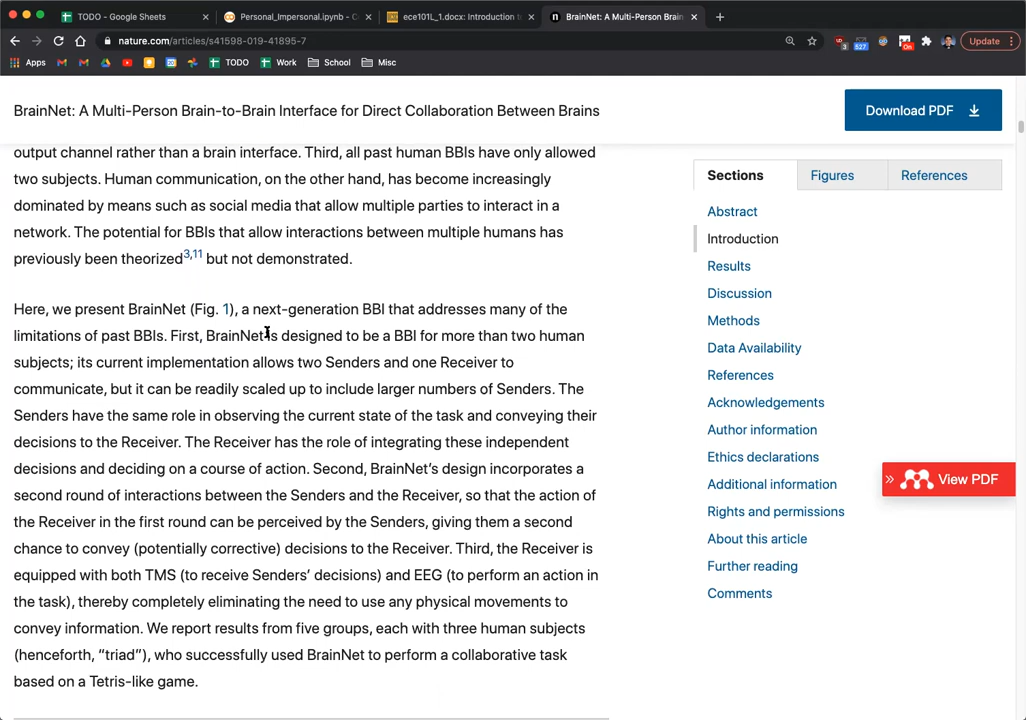 TODO - Google Sheets
Personal_Impersonal.ipynb - C
ece101L_1.docx: Introduction t
n BrainNet: A Multi-Person Brain
nature.com/articles/s41598-019-41895-7
3
527
On
Update
Apps
20
TODO
Work
School
Misc
BrainNet: A Multi-Person Brain-to-Brain Interface for Direct Collaboration Between Brains
Download PDF
output channel rather than a brain interface. Third, all past human BBIs have only allowed
two subjects. Human communication, on the other hand, has become increasingly
dominated by means such as social media that allow multiple parties to interact in a
network. The potential for BBIs that allow interactions between multiple humans has
previously been theorized3,11 but not demonstrated.
Here, we present BrainNet (Fig. 1), a next-generation BBI that addresses many of the
limitations of past BBIs. First, BrainNet is designed to be a BBI for more than two human
subjects; its current implementation allows two Senders and one Receiver to
communicate, but it can be readily scaled up to include larger numbers of Senders. The
Senders have the same role in observing the current state of the task and conveying their
decisions to the Receiver. The Receiver has the role of integrating these independent
decisions and deciding on a course of action. Second, BrainNet’s design incorporates a
second round of interactions between the Senders and the Receiver, so that the action of
the Receiver in the first round can be perceived by the Senders, giving them a second
chance to convey (potentially corrective) decisions to the Receiver. Third, the Receiver is
equipped with both TMS (to receive Senders’ decisions) and EEG (to perform an action in
the task), thereby completely eliminating the need to use any physical movements to
convey information. We report results from five groups, each with three human subjects
(henceforth, “triad”), who successfully used BrainNet to perform a collaborative task
based on a Tetris-like game.
Sections
Figures
References
Abstract
Introduction
Results
Discussion
Methods
Data Availability
References
Acknowledgements
Author information
Ethics declarations
Additional information
Rights and permissions
About this article
Further reading
Comments
» View PDF